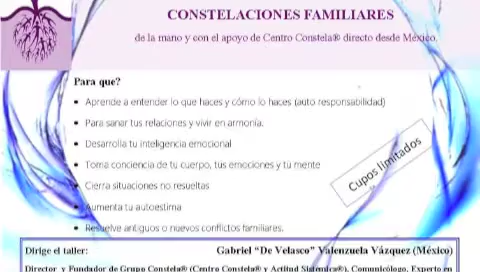 CONSTELACIONES FAMILIARES
de la mano y con el apoyo de Centro Constela® directo desde México.
Para que?
• Aprende a entender lo que haces y cómo lo haces (auto responsabilidad)
• Para sanar tus relaciones y vivir en armonía.
• Desarrolla tu inteligencia emocional
• Toma conciencia de tu cuerpo, tus emociones y tu mente
Cupos limitados
• Cierra situaciones no resueltas
• Aumenta tu autoestima
• Resuelve antiguos o nuevos conflictos familiares.
Dirige el taller: Gabriel “De Velasco” Valenzuela Vázquez (México)
Director y Fundador de Grupo Constela® (Centro Constela® y Actitud Sistémica®), Comunicólogo, Experto en